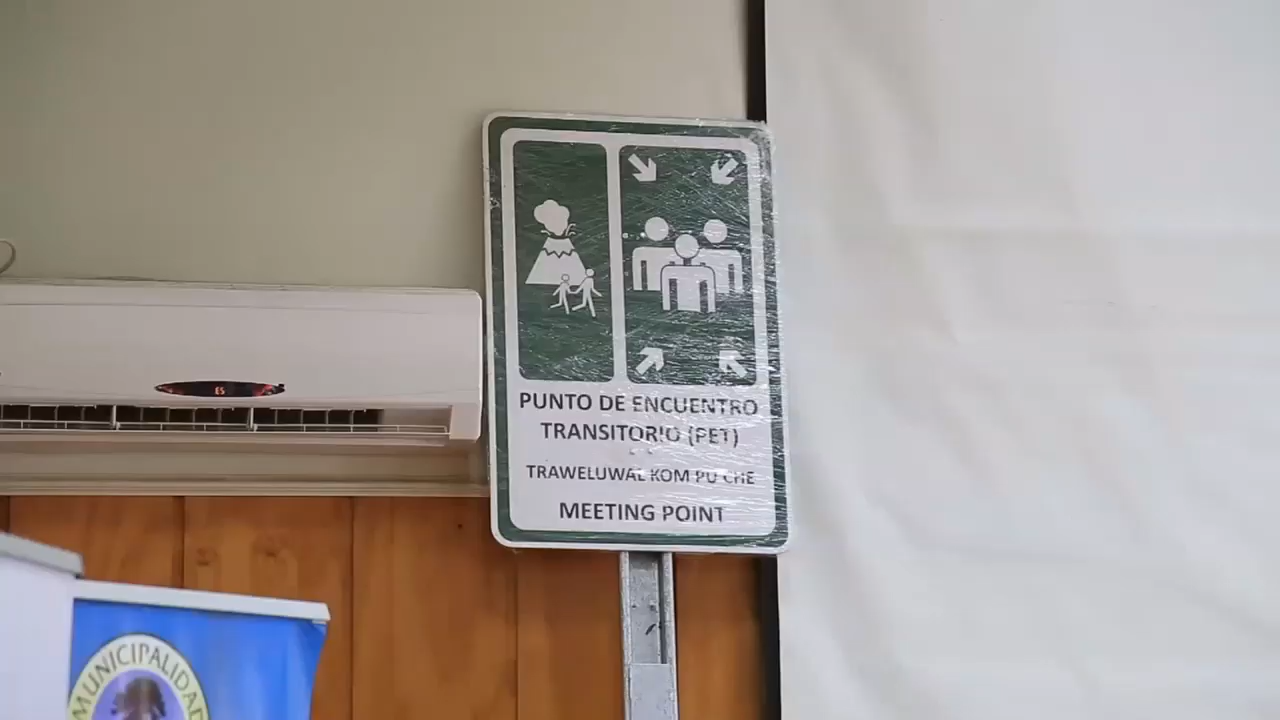 PUNTO DE ENCUENTRO
TRANSITORIO (PET)
TRAWELUWAL KOM PU CHE
MEETING POINT
MUNICIPALIDAD